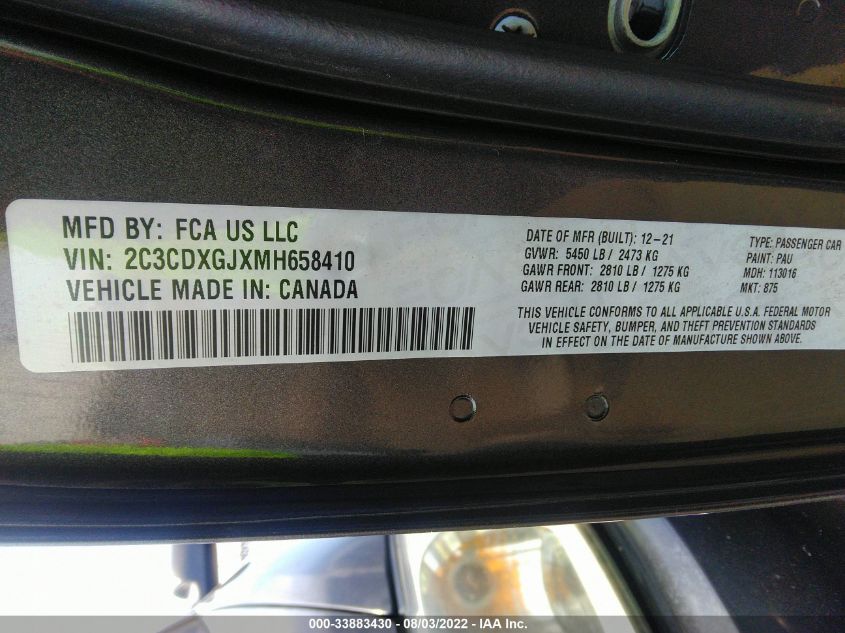 MFD BY: FCA US LLC
VIN: 2C3CDXGJXMH658410
VEHICLE MADE IN: CANADA
DATE OF MFR (BUILT): 12-21
GVWR: 5450 LB / 2473 KG
GAWR FRONT: 2810 LB / 1275 KG
GAWR REAR: 2810 LB / 1275 KG
TYPE: PASSENGER CAR
PAINT: PAU
MDH: 113016
MKT: 875
THIS VEHICLE CONFORMS TO ALL APPLICABLE U.S.A. FEDERAL MOTOR
VEHICLE SAFETY, BUMPER, AND THEFT PREVENTION STANDARDS
IN EFFECT ON THE DATE OF MANUFACTURE SHOWN ABOVE.
000-33883430 - 08/03/2022 - IAA Inc.